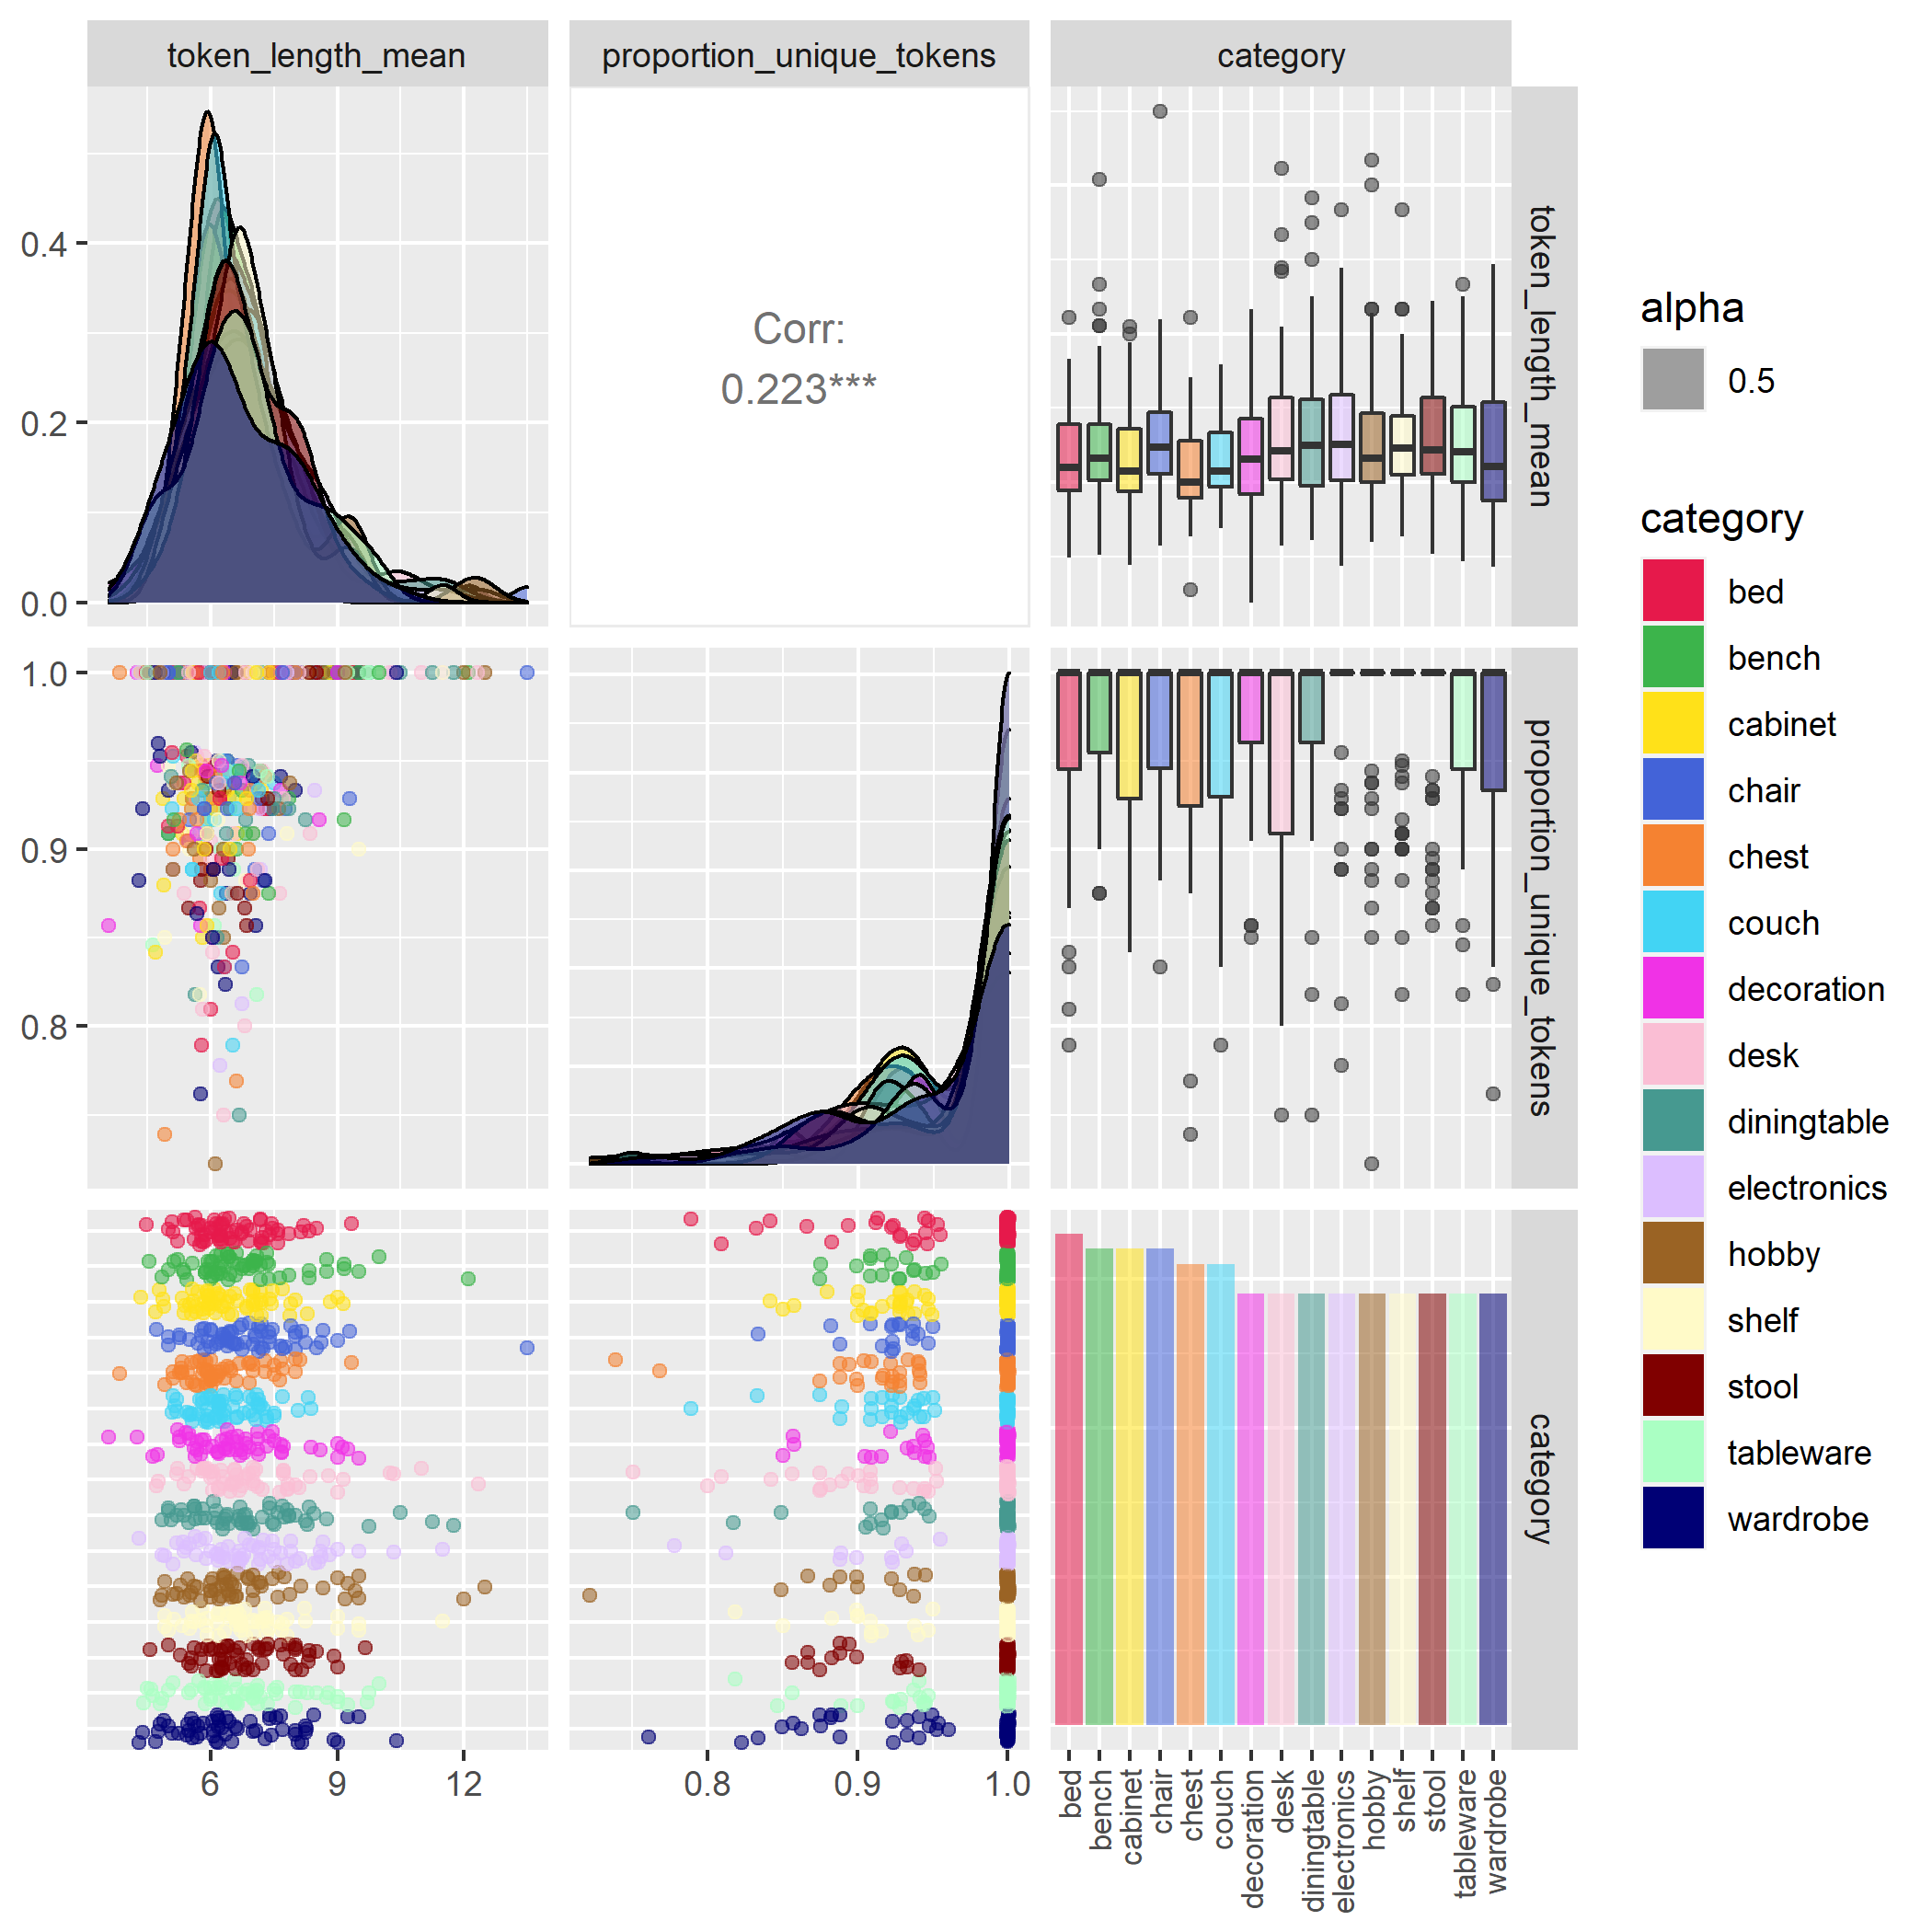 token_length_mean
proportion_unique_tokens
category
0.4
0.2
0.0
Corr:
0.223***
token_length_mean
1.0
0.9
0.8
proportion_unique_tokens
category
6
9
12
0.8
0.9
1.0
bed
bench
cabinet
chair
chest
couch
decoration
desk
diningtable
electronics
hobby
shelf
stool
tableware
wardrobe
alpha
0.5
category
bed
bench
cabinet
chair
chest
couch
decoration
desk
diningtable
electronics
hobby
shelf
stool
tableware
wardrobe